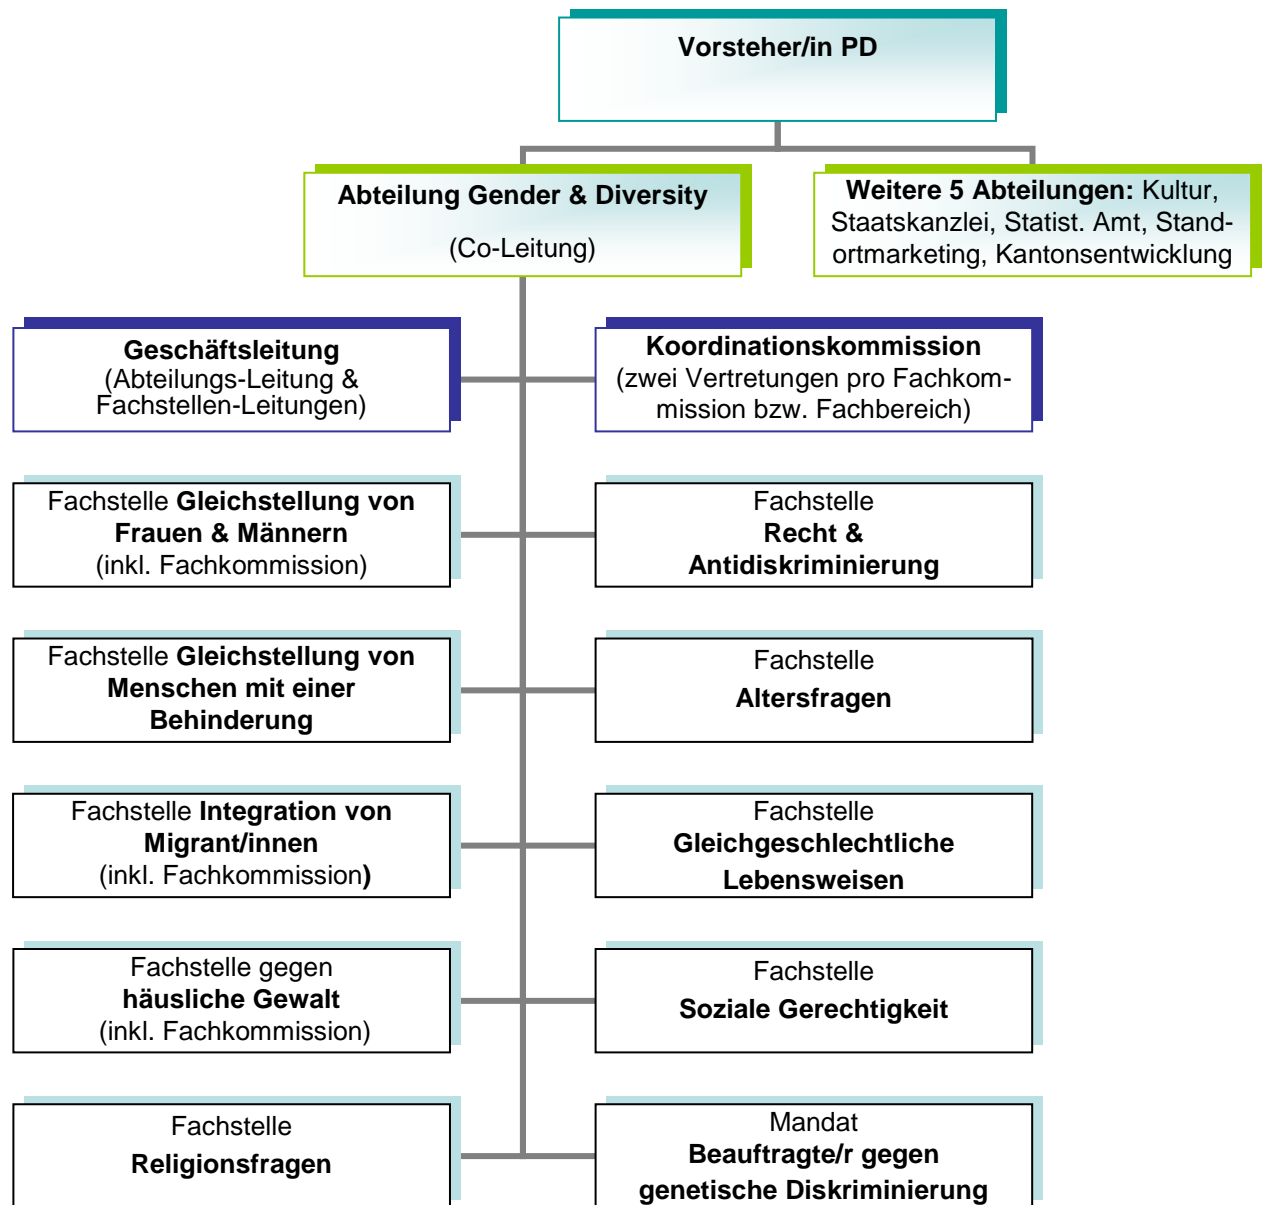 Vorsteher/in PD
Abteilung Gender & Diversity
(Co-Leitung)
Weitere 5 Abteilungen: Kultur,
Staatskanzlei, Statist. Amt, Stand-
ortmarketing, Kantonsentwicklung
Geschäftsleitung
(Abteilungs-Leitung &
Fachstellen-Leitungen)
Koordinationskommission
(zwei Vertretungen pro Fachkom-
mission bzw. Fachbereich)
Fachstelle Gleichstellung von
Frauen & Männern
(inkl. Fachkommission)
Fachstelle
Recht &
Antidiskriminierung
Fachstelle Gleichstellung von
Menschen mit einer
Behinderung
Fachstelle
Altersfragen
Fachstelle Integration von
Migrant/innen
(inkl. Fachkommission)
Fachstelle
Gleichgeschlechtliche
Lebensweisen
Fachstelle gegen
häusliche Gewalt
(inkl. Fachkommission)
Fachstelle
Soziale Gerechtigkeit
Fachstelle
Religionsfragen
Mandat
Beauftragte/r gegen
genetische Diskriminierung